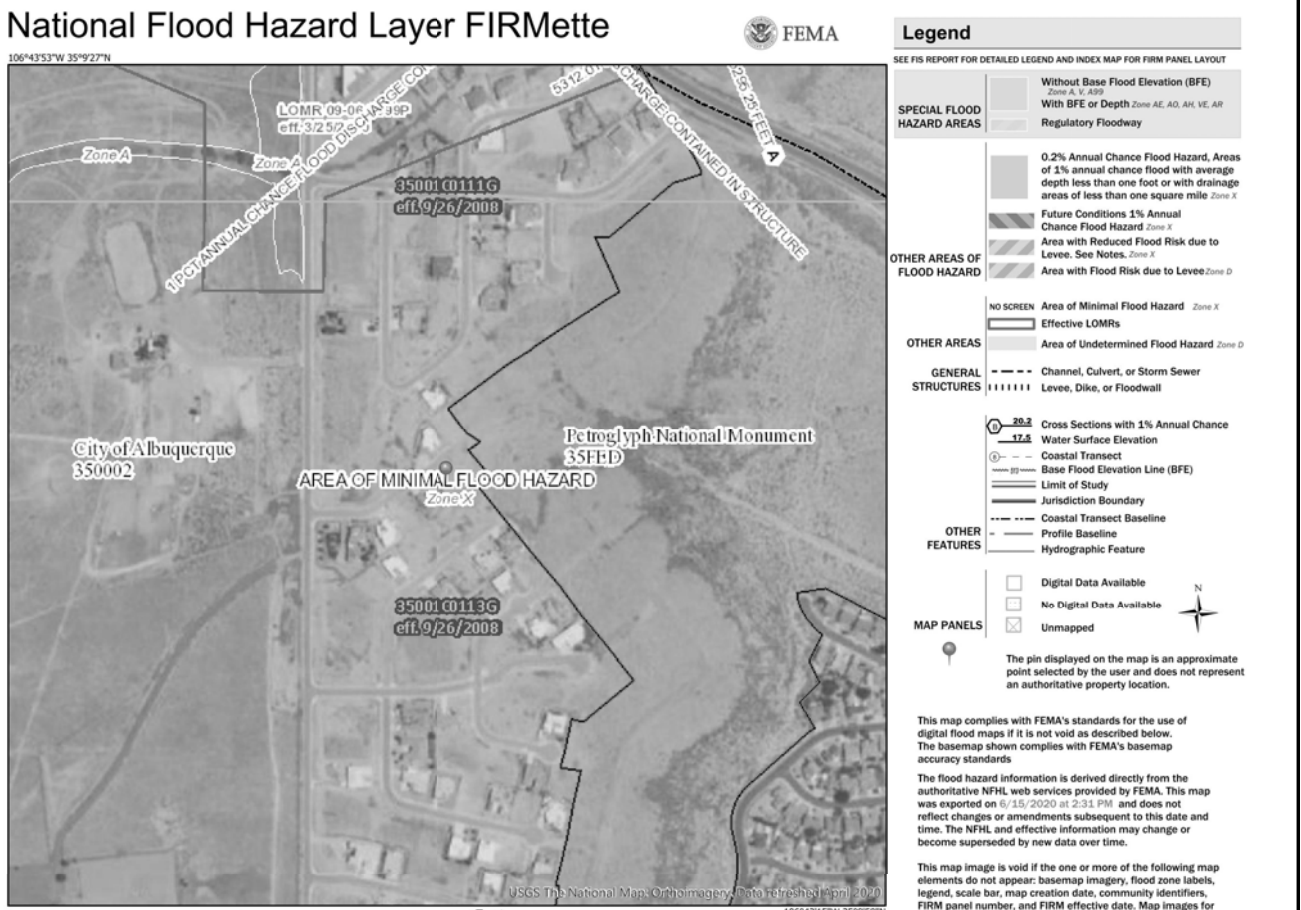 National Flood Hazard Layer FIRMette
FEMA
106°43'53"W 35°9'27"N
LOMR 09-06
eff. 3/25/2
Zone A
Zone A
1 PCT ANNUAL CHANCE FLOOD DISCHARGE CON
5312.0
SCHARGE CONTAINED IN STRUCTURE
FEET
A
35001C0111G
eff. 9/26/2008
City of Albuquerque
350002
Petroglyph National Monument
35FED
AREA OF MINIMAL FLOOD HAZARD
Zone X
35001C0113G
eff. 9/26/2008
USGS The National Map: Orthoimagery. Data refreshed April 2020
Legend
SEE FIS REPORT FOR DETAILED LEGEND AND INDEX MAP FOR FIRM PANEL LAYOUT
SPECIAL FLOOD
HAZARD AREAS
Without Base Flood Elevation (BFE)
Zone A, V, A99
With BFE or Depth Zone AE, AO, AH, VE, AR
Regulatory Floodway
0.2% Annual Chance Flood Hazard, Areas
of 1% annual chance flood with average
depth less than one foot or with drainage
areas of less than one square mile Zone X
Future Conditions 1% Annual
Chance Flood Hazard Zone X
Area with Reduced Flood Risk due to
Levee. See Notes. Zone X
Area with Flood Risk due to Levee Zone D
OTHER AREAS OF
FLOOD HAZARD
NO SCREEN Area of Minimal Flood Hazard Zone X
Effective LOMRs
OTHER AREAS
Area of Undetermined Flood Hazard Zone D
GENERAL
STRUCTURES
Channel, Culvert, or Storm Sewer
Levee, Dike, or Floodwall
B 20.2 Cross Sections with 1% Annual Chance
17.5 Water Surface Elevation
Coastal Transect
Base Flood Elevation Line (BFE)
Limit of Study
Jurisdiction Boundary
Coastal Transect Baseline
OTHER
FEATURES
Profile Baseline
Hydrographic Feature
Digital Data Available
No Digital Data Available
Unmapped
MAP PANELS
N
The pin displayed on the map is an approximate
point selected by the user and does not represent
an authoritative property location.
This map complies with FEMA's standards for the use of
digital flood maps if it is not void as described below.
The basemap shown complies with FEMA's basemap
accuracy standards
The flood hazard information is derived directly from the
authoritative NFHL web services provided by FEMA. This map
was exported on 6/15/2020 at 2:31 PM and does not
reflect changes or amendments subsequent to this date and
time. The NFHL and effective information may change or
become superseded by new data over time.
This map image is void if the one or more of the following map
elements do not appear: basemap imagery, flood zone labels,
legend, scale bar, map creation date, community identifiers,
FIRM panel number, and FIRM effective date. Map images for